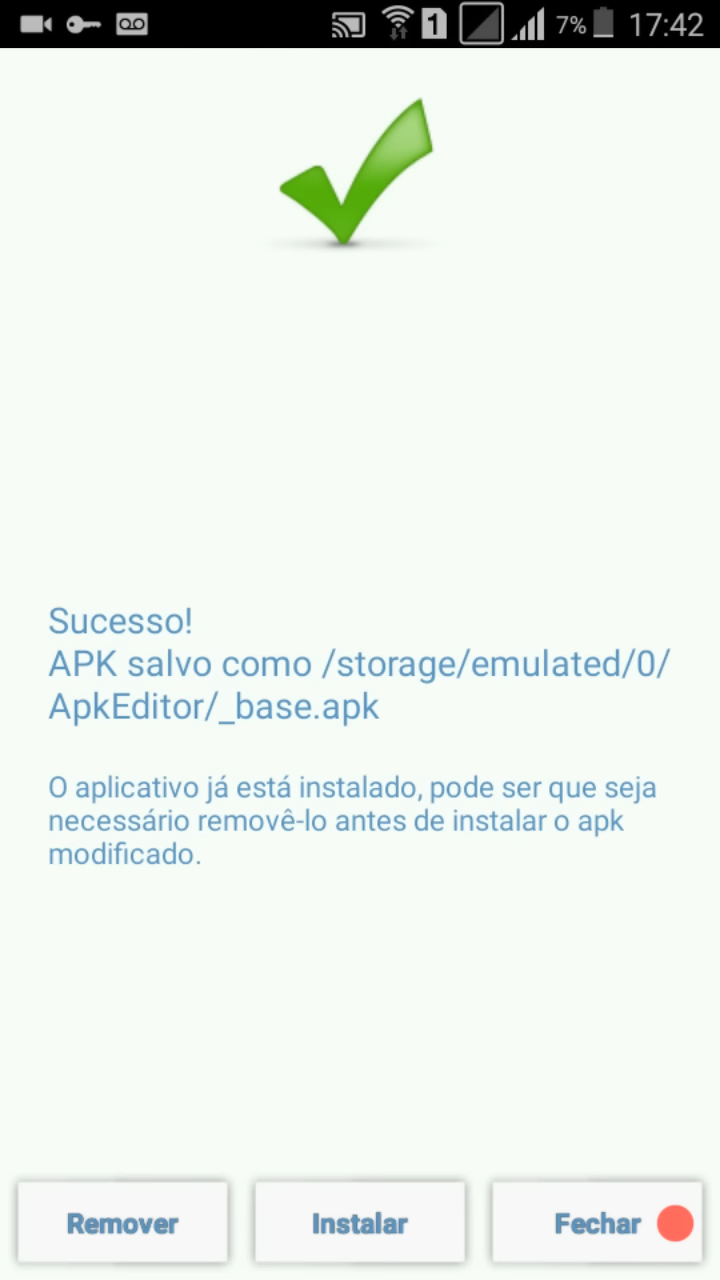 1 7% 17:42
Sucesso!
APK salvo como /storage/emulated/0/
ApkEditor/_base.apk
O aplicativo já está instalado, pode ser que seja
necessário removê-lo antes de instalar o apk
modificado.
Remover Instalar Fechar